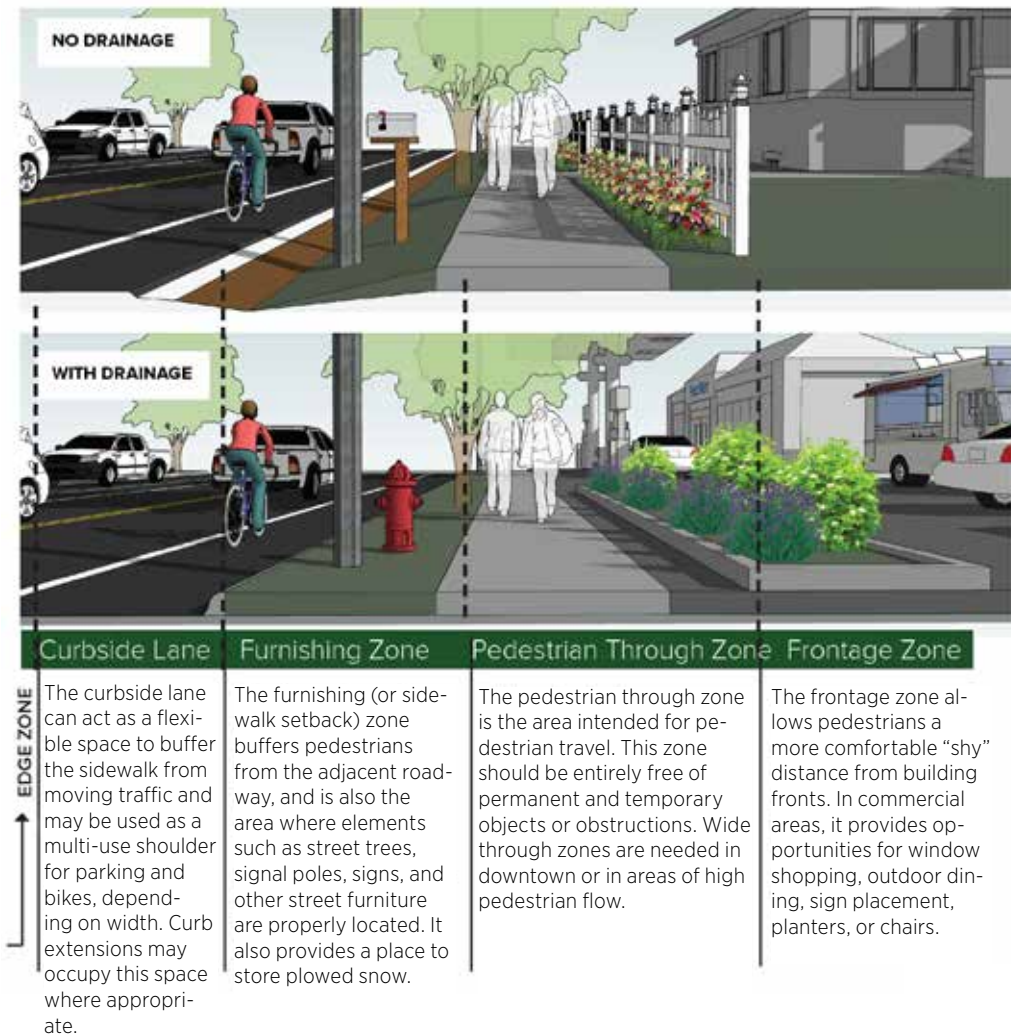 NO DRAINAGE
WITH DRAINAGE
Curbside Lane
Furnishing Zone
Pedestrian Through Zone
Frontage Zone
EDGE ZONE
The curbside lane
can act as a flexi-
ble space to buffer
the sidewalk from
moving traffic and
may be used as a
multi-use shoulder
for parking and
bikes, depend-
ing on width. Curb
extensions may
occupy this space
where appropri-
ate.
The furnishing (or side-
walk setback) zone
buffers pedestrians
from the adjacent road-
way, and is also the
area where elements
such as street trees,
signal poles, signs, and
other street furniture
are properly located. It
also provides a place to
store plowed snow.
The pedestrian through zone
is the area intended for pe-
destrian travel. This zone
should be entirely free of
permanent and temporary
objects or obstructions. Wide
through zones are needed in
downtown or in areas of high
pedestrian flow.
The frontage zone al-
lows pedestrians a
more comfortable “shy”
distance from building
fronts. In commercial
areas, it provides op-
portunities for window
shopping, outdoor din-
ing, sign placement,
planters, or chairs.